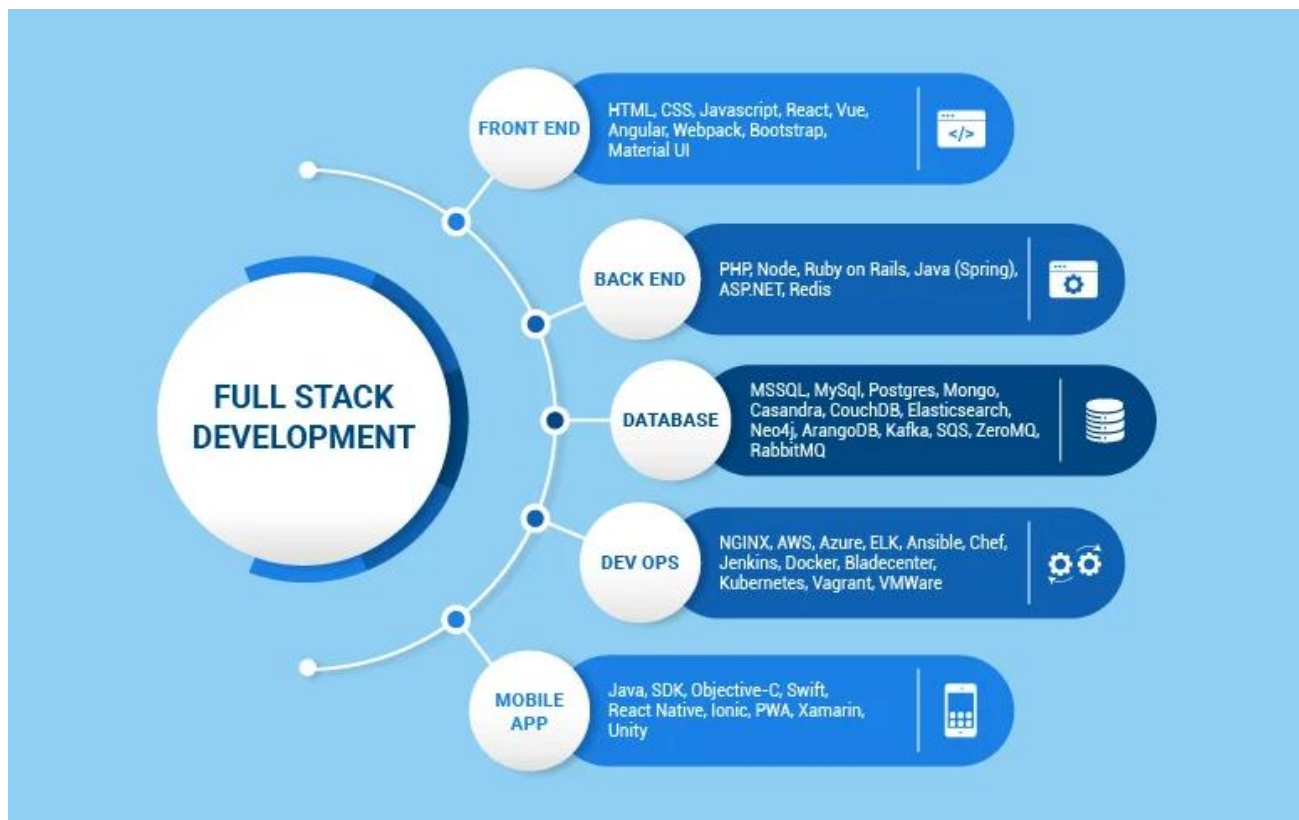 FULL STACK
DEVELOPMENT
FRONT END
HTML, CSS, Javascript, React, Vue,
Angular, Webpack, Bootstrap,
Material UI
</>
BACK END
PHP, Node, Ruby on Rails, Java (Spring),
ASP.NET, Redis
DATABASE
MSSQL, MySql, Postgres, Mongo,
Casandra, CouchDB, Elasticsearch,
Neo4j, ArangoDB, Kafka, SQS, ZeroMQ,
RabbitMQ
DEV OPS
NGINX, AWS, Azure, ELK, Ansible, Chef,
Jenkins, Docker, Bladecenter,
Kubernetes, Vagrant, VMWare
MOBILE
APP
Java, SDK, Objective-C, Swift,
React Native, Ionic, PWA, Xamarin,
Unity